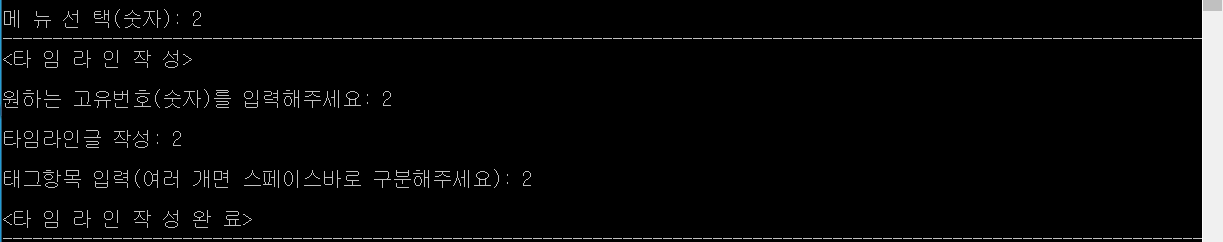 메 뉴 선 택(숫자): 2
--------------------------------------------------------------------------------------------------------------------------------------------------------
<타 임 라 인 작 성>
원하는 고유번호(숫자)를 입력해주세요: 2
타임라인글 작성: 2
태그항목 입력(여러 개면 스페이스바로 구분해주세요): 2
<타 임 라 인 작 성 완 료>
--------------------------------------------------------------------------------------------------------------------------------------------------------